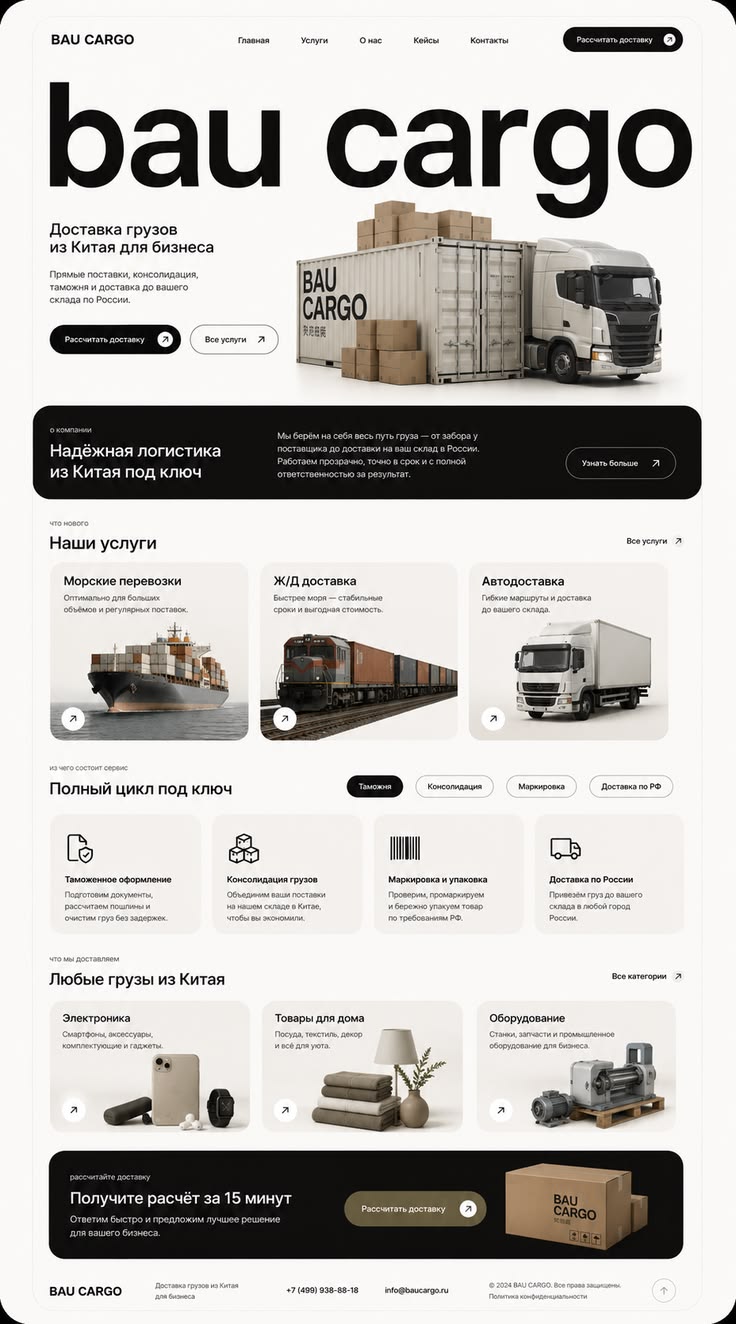 BAU CARGO
Главная
Услуги
О нас
Кейсы
Контакты
Рассчитать доставку
bau cargo
Доставка грузов
из Китая для бизнеса
Прямые поставки, консолидация,
таможня и доставка до вашего
склада по России.
Рассчитать доставку
Все услуги
BAU
CARGO
о компании
Надёжная логистика
из Китая под ключ
Мы берём на себя весь путь груза — от забора у
поставщика до доставки на ваш склад в России.
Работаем прозрачно, точно в срок и с полной
ответственностью за результат.
Узнать больше
что нового
Наши услуги
Все услуги
Морские перевозки
Оптимально для больших
объёмов и регулярных поставок.
Ж/Д доставка
Быстрее моря — стабильные
сроки и выгодная стоимость.
Автодоставка
Гибкие маршруты и доставка
до вашего склада.
из чего состоит сервис
Полный цикл под ключ
Таможня
Консолидация
Маркировка
Доставка по РФ
Таможенное оформление
Подготовим документы,
рассчитаем пошлины и
очистим груз без задержек.
Консолидация грузов
Объединим ваши поставки
на нашем складе в Китае,
чтобы вы экономили.
Маркировка и упаковка
Проверим, промаркируем
и бережно упакуем товар
по требованиям РФ.
Доставка по России
Привезём груз до вашего
склада в любой город
России.
что мы доставляем
Любые грузы из Китая
Все категории
Электроника
Смартфоны, аксессуары,
комплектующие и гаджеты.
Товары для дома
Посуда, текстиль, декор
и всё для уюта.
Оборудование
Станки, запчасти и промышленное
оборудование для бизнеса.
рассчитайте доставку
Получите расчёт за 15 минут
Ответим быстро и предложим лучшее решение
для вашего бизнеса.
Рассчитать доставку
BAU
CARGO
BAU CARGO
Доставка грузов из Китая
для бизнеса
+7 (499) 938-88-18
info@baucargo.ru
© 2024 BAU CARGO. Все права защищены.
Политика конфиденциальности